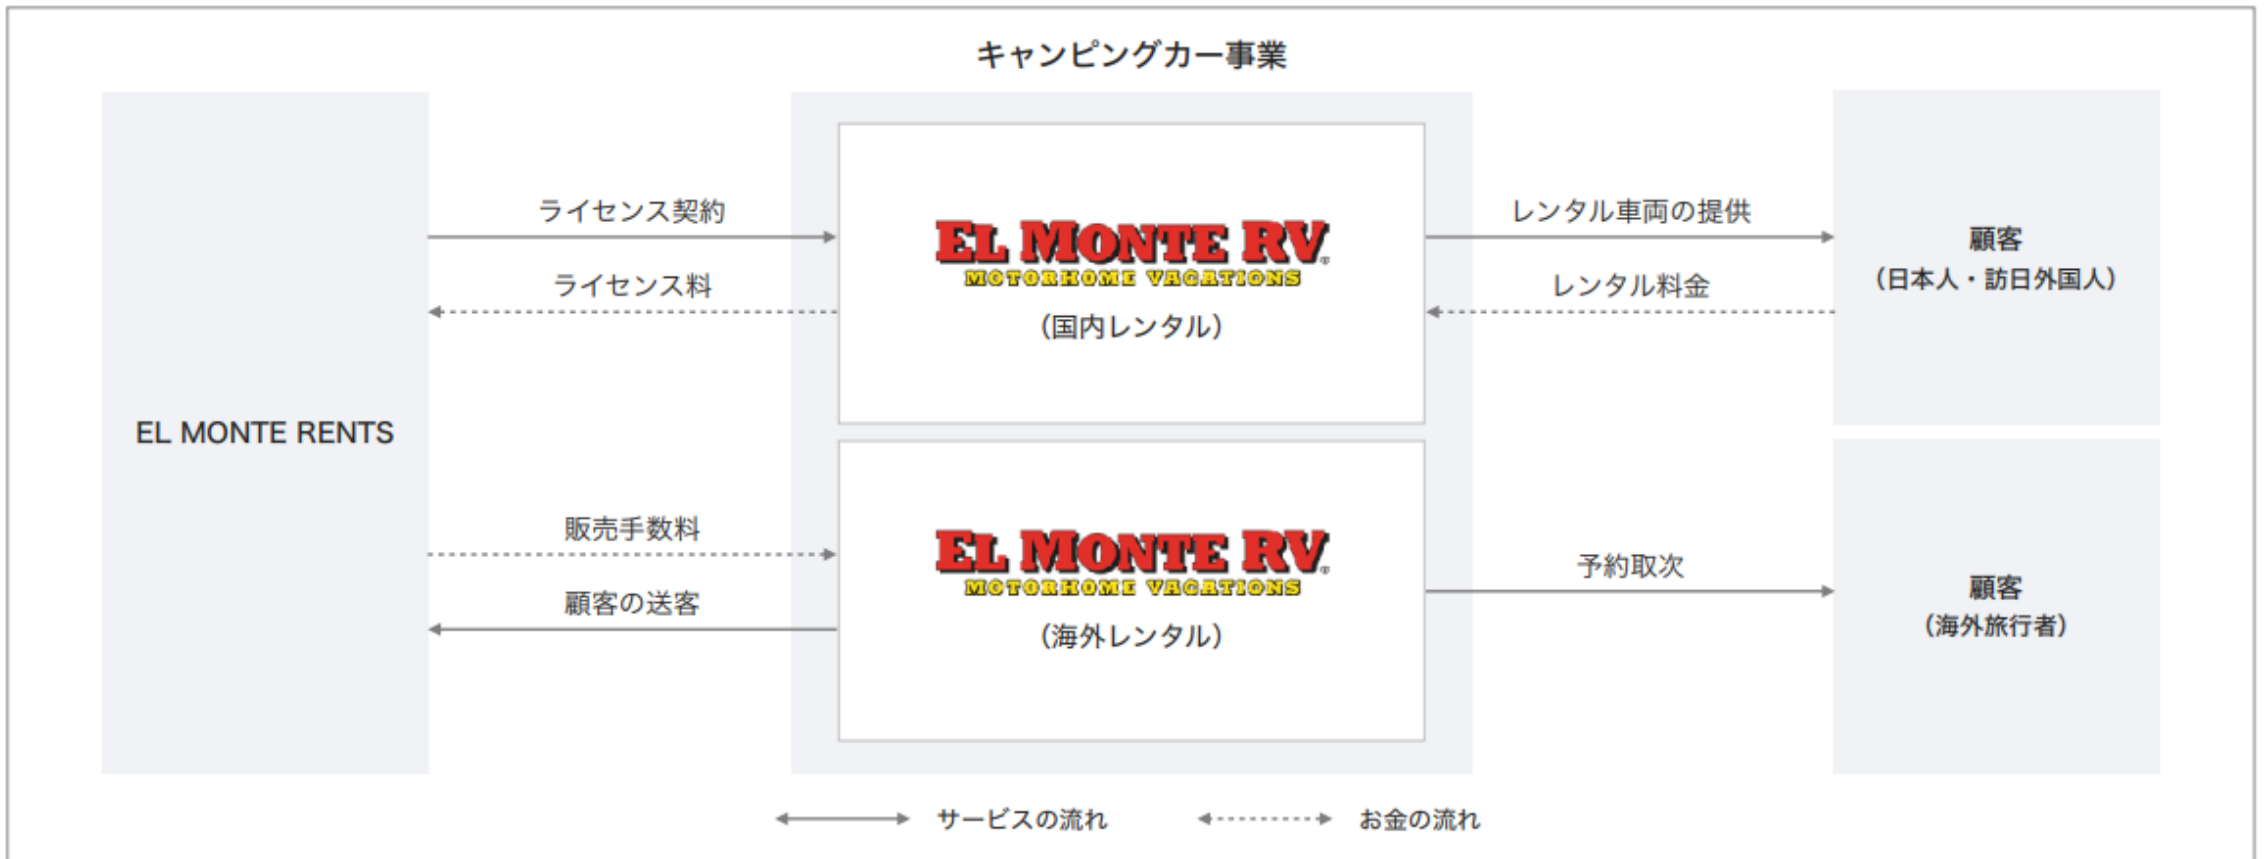 キャンピングカー事業
EL MONTE RENTS
ライセンス契約
ライセンス料
販売手数料
顧客の送客
EL MONTE RV®
MOTORHOME VACATIONS
（国内レンタル）
EL MONTE RV®
MOTORHOME VACATIONS
（海外レンタル）
レンタル車両の提供
レンタル料金
予約取次
顧客
（日本人・訪日外国人）
顧客
（海外旅行者）
サービスの流れ
お金の流れ